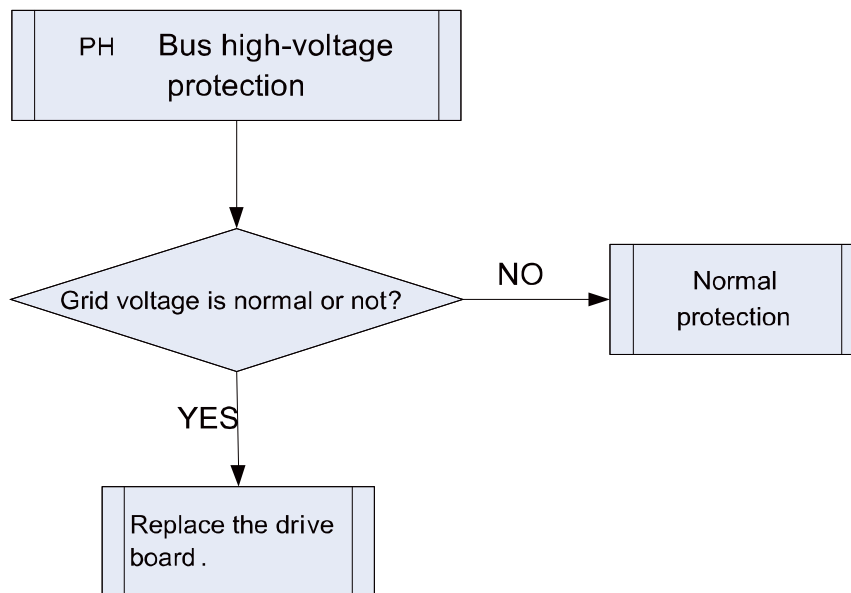 PH Bus high-voltage
protection
Grid voltage is normal or not?
NO
Normal
protection
YES
Replace the drive
board .